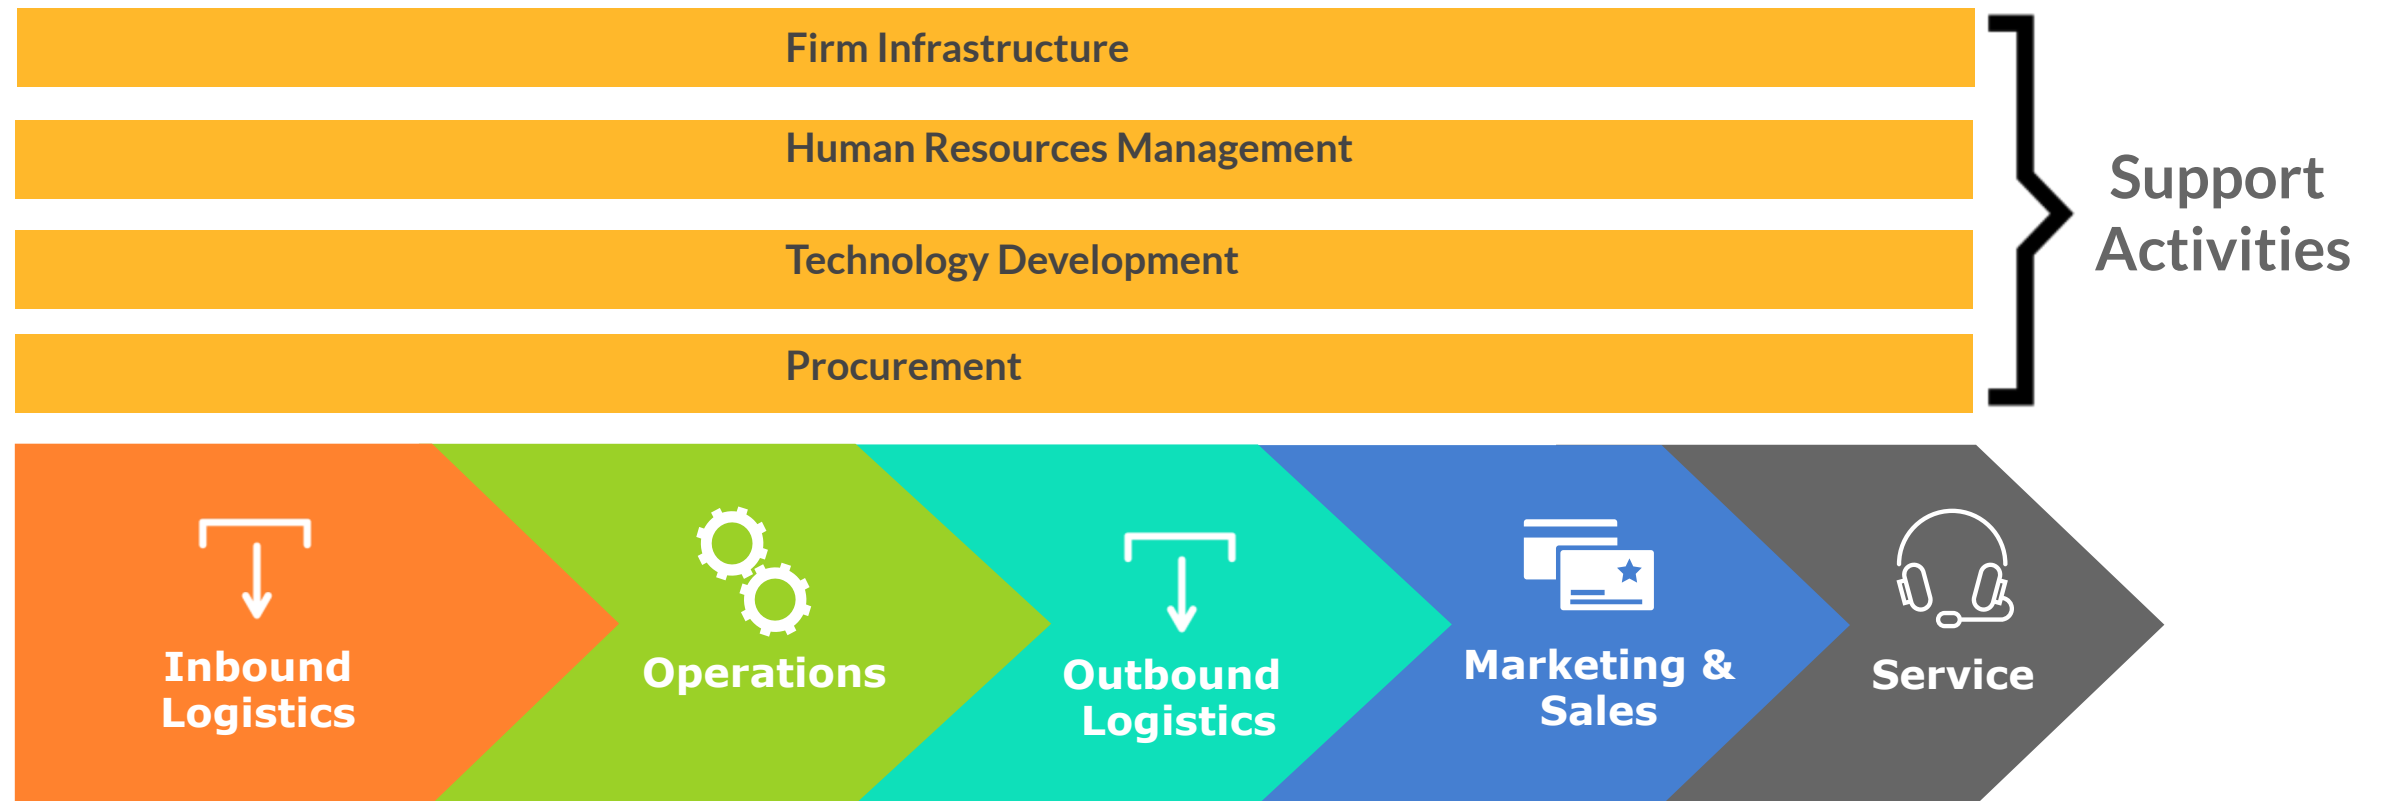 Firm Infrastructure
Human Resources Management
Technology Development
Procurement
Support
Activities
Inbound
Logistics
Operations
Outbound
Logistics
Marketing &
Sales
Service